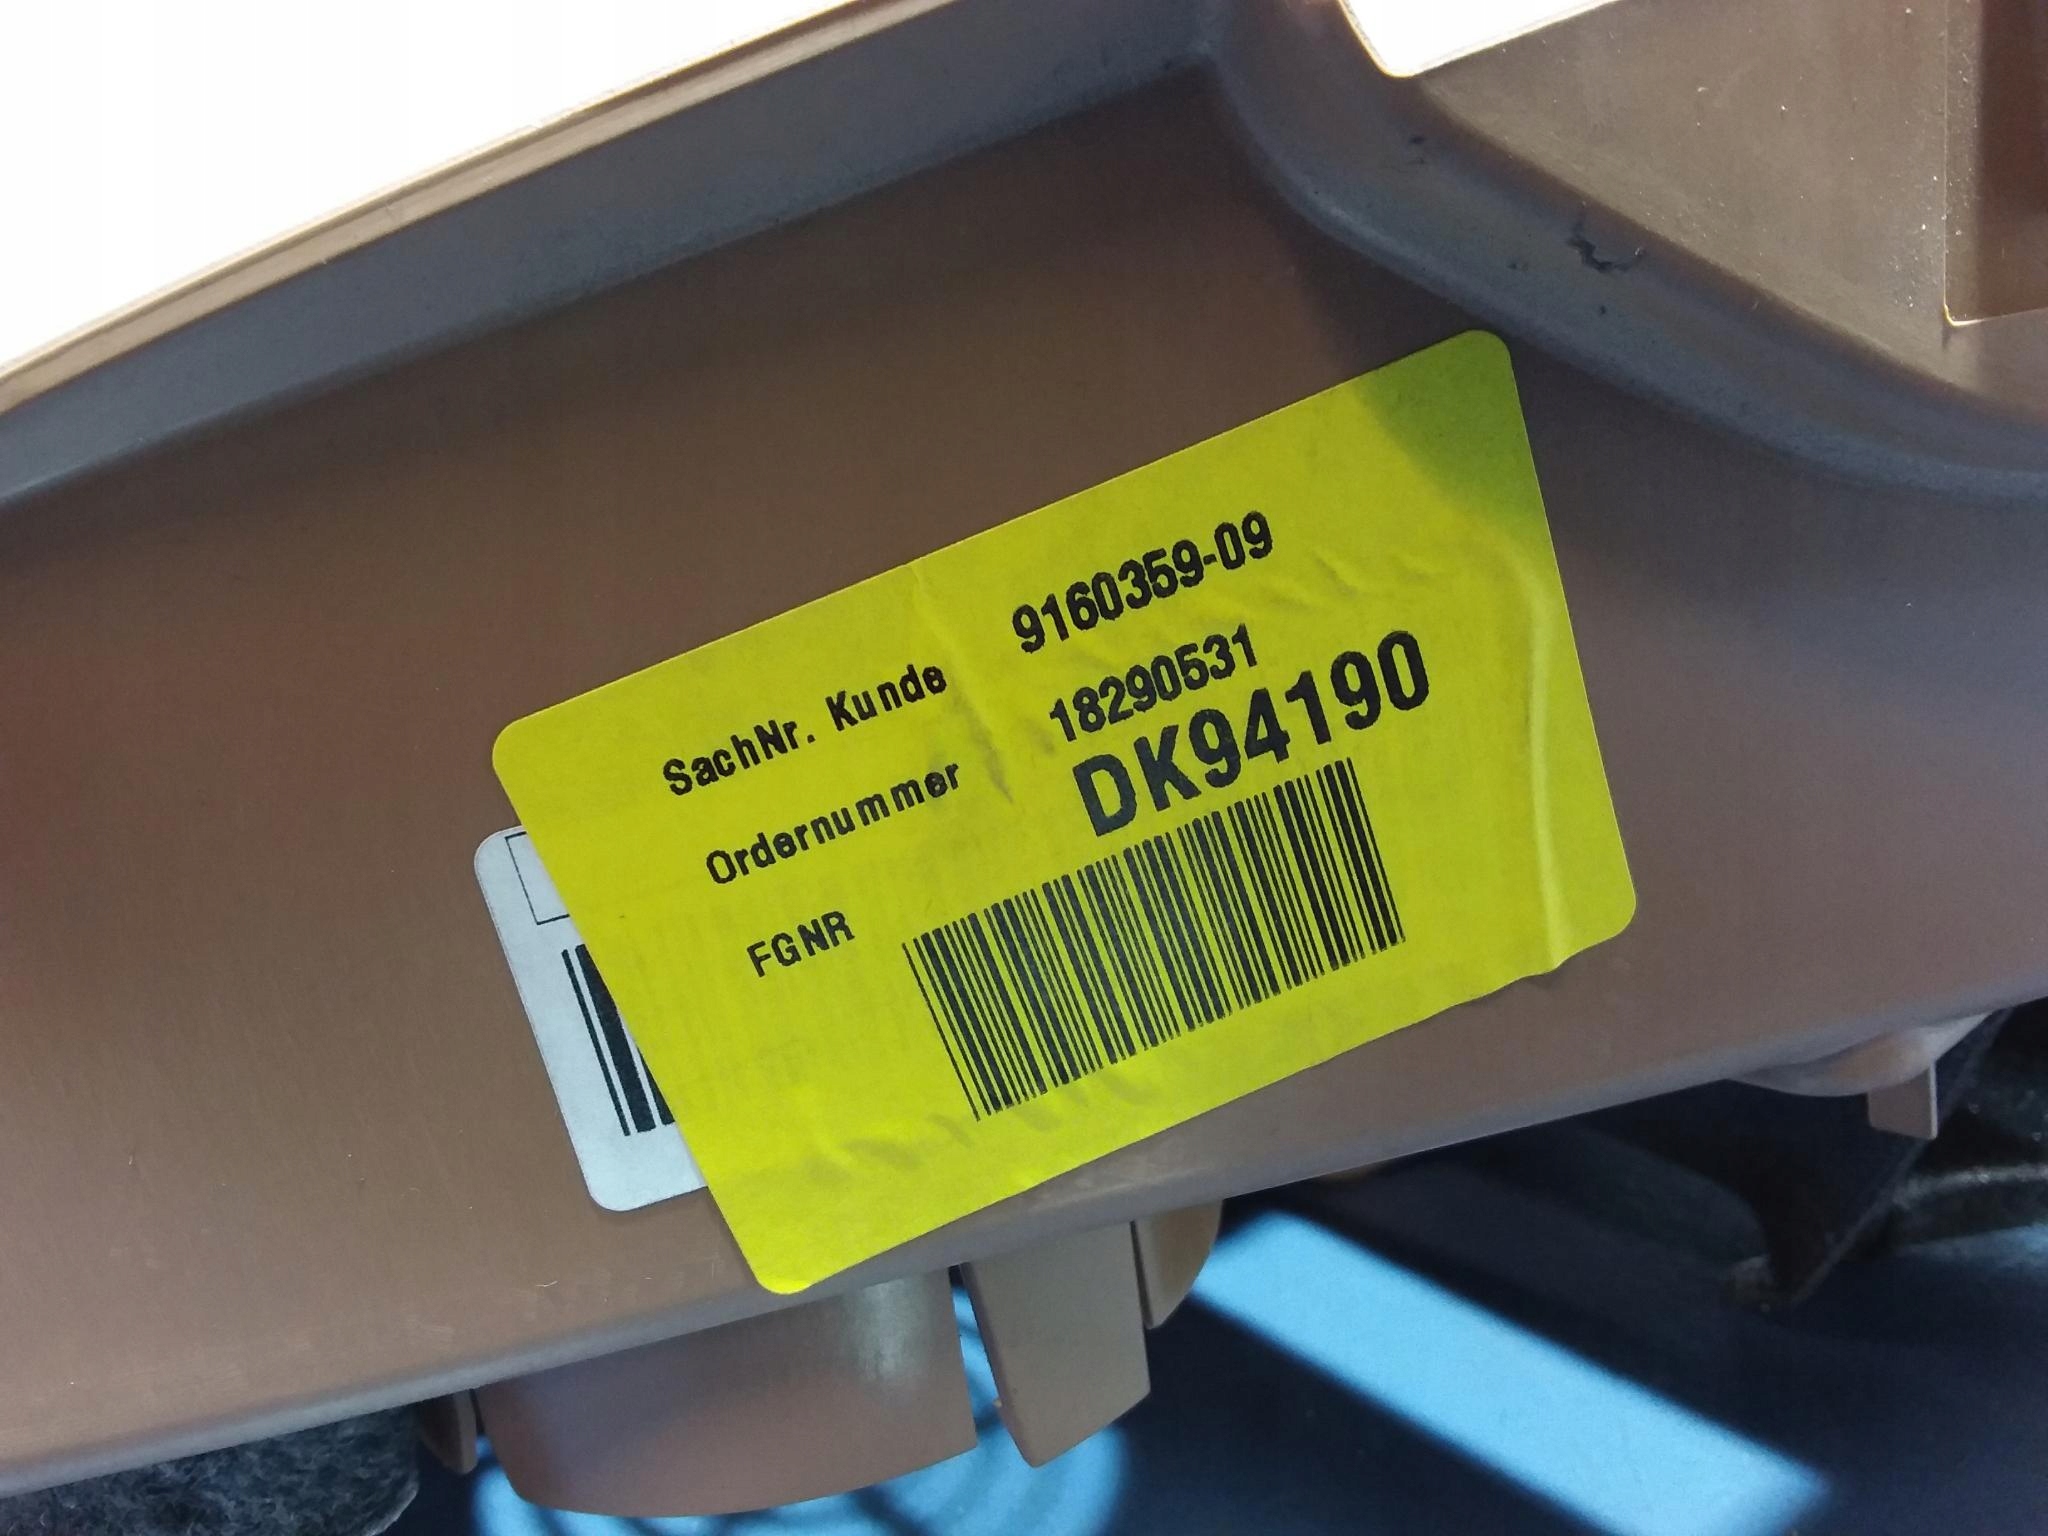 SachNr. Kunde 9160359-09
Ordernummer 18290531
FGNR DK94190